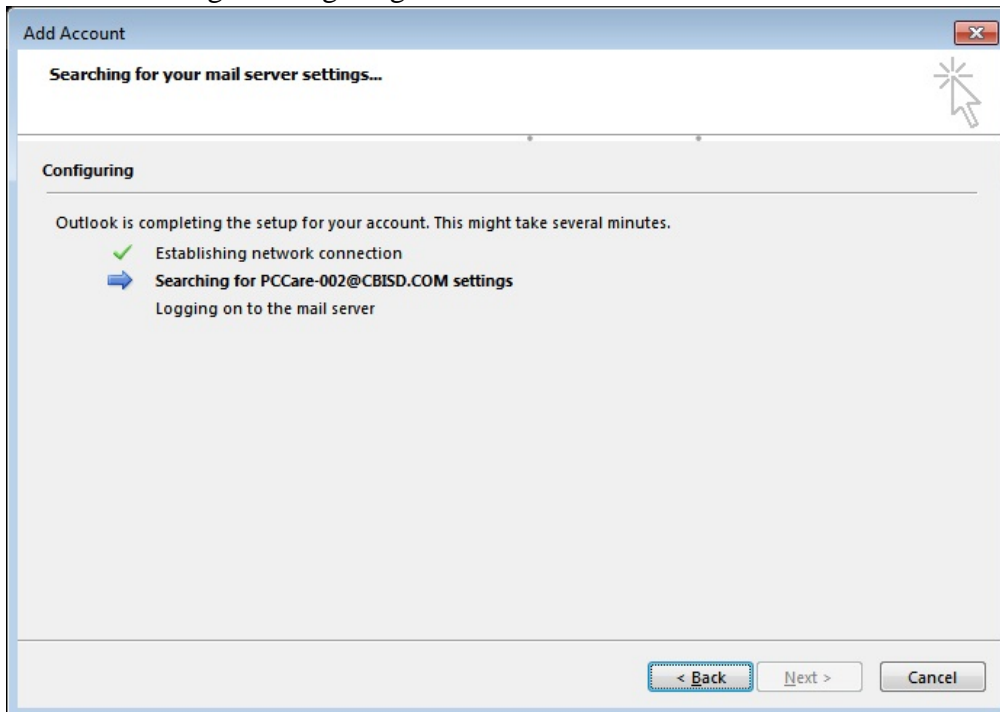 Add Account
Searching for your mail server settings...
Configuring
Outlook is completing the setup for your account. This might take several minutes.
Establishing network connection
Searching for PCCare-002@CBISD.COM settings
Logging on to the mail server
< Back Next > Cancel